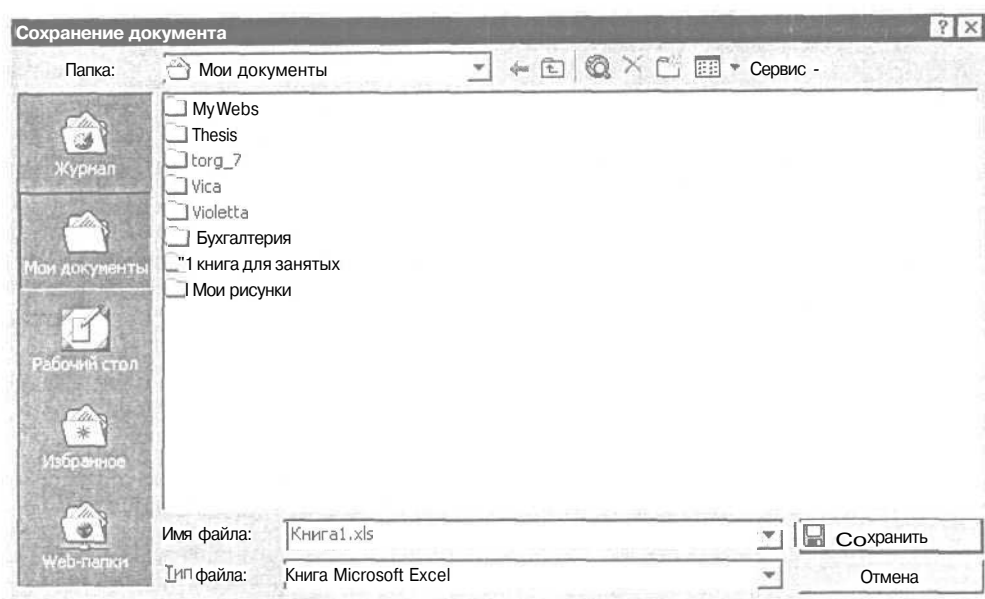 Сохранение документа
Папка: Мои документы Сервис -
My Webs
Thesis
torg_7
Vica
Violetta
Бухгалтерия
"1 книга для занятых
Мои рисунки
Журнал
Мои документы
Рабочий стол
Избранное
Web-папки
Имя файла: Книга1.xls Сохранить
Тип файла: Книга Microsoft Excel Отмена